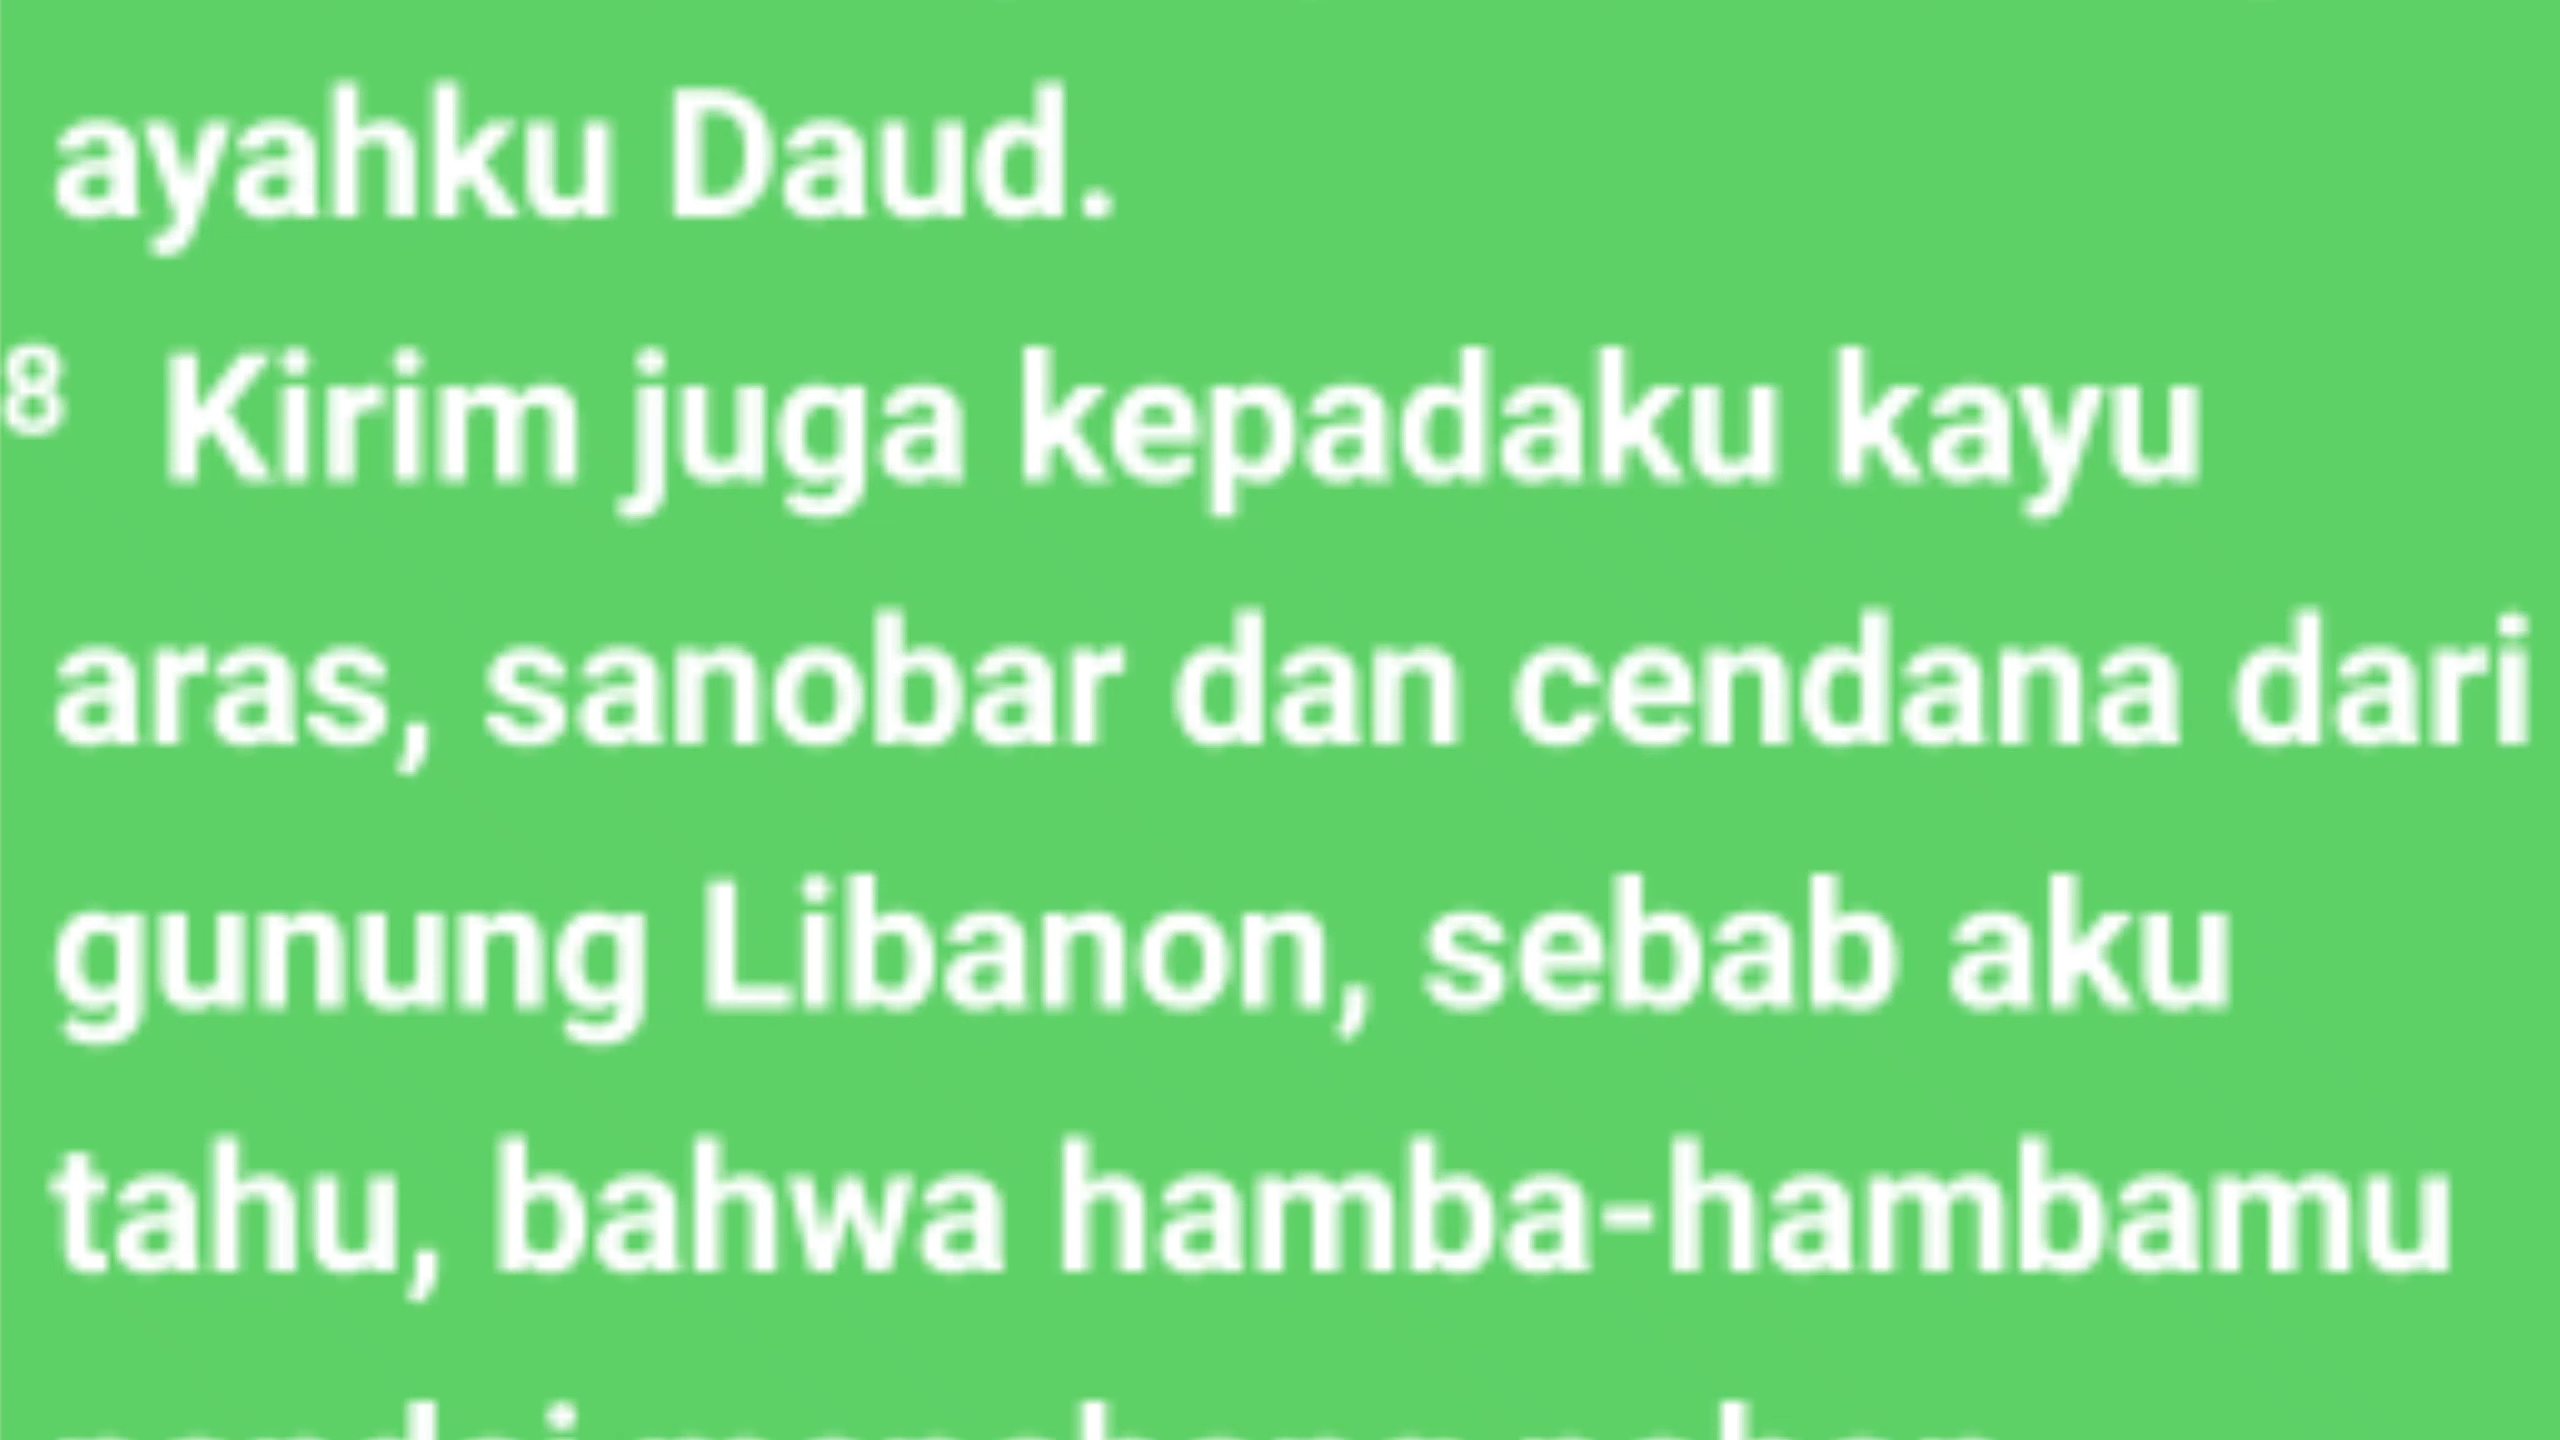 ayahku Daud.
8 Kirim juga kepadaku kayu
aras, sanobar dan cendana dari
gunung Libanon, sebab aku
tahu, bahwa hamba-hambamu